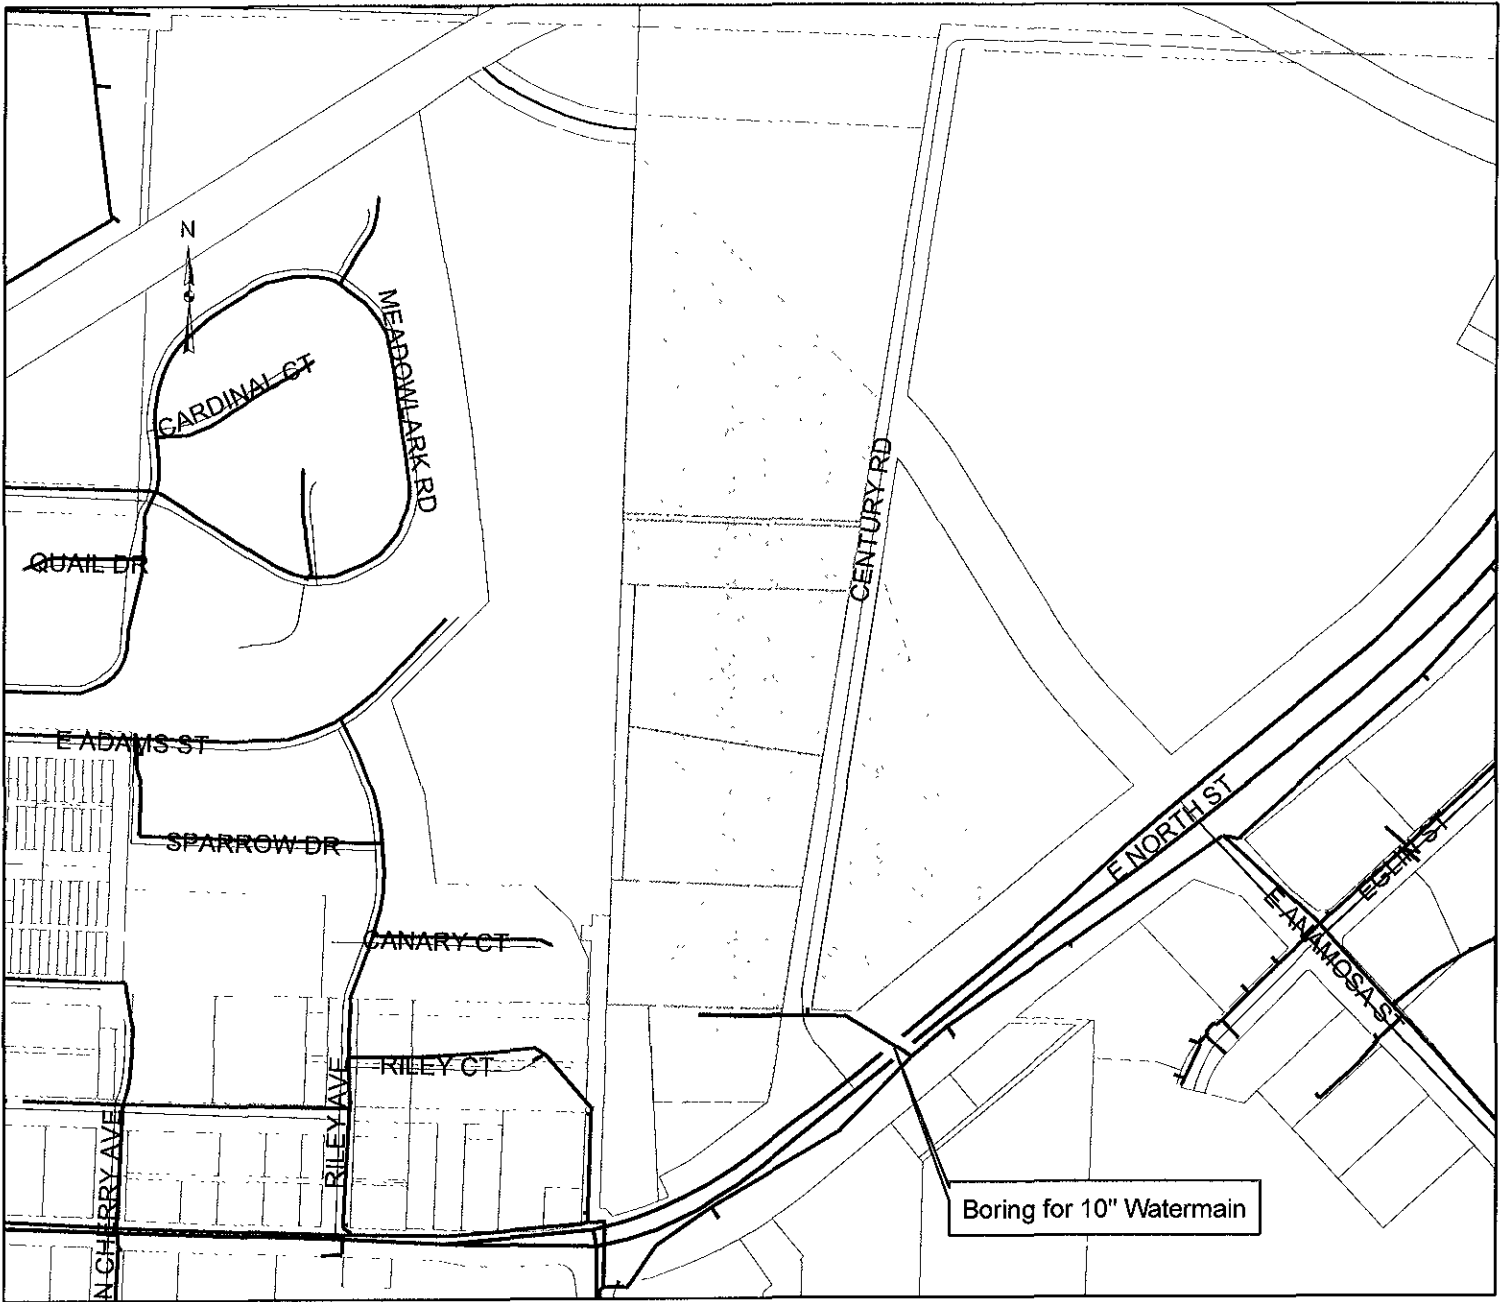 N
MEADOWLARK RD
CARDINAL CT
CENTURY RD
QUAIL DR
E ADAMS ST
SPARROW DR
E NORTH ST
EGLIN ST
E ANAMOSA ST
CANARY CT
RILEY CT
RILEY AVE
N CHERRY AVE
Boring for 10" Watermain